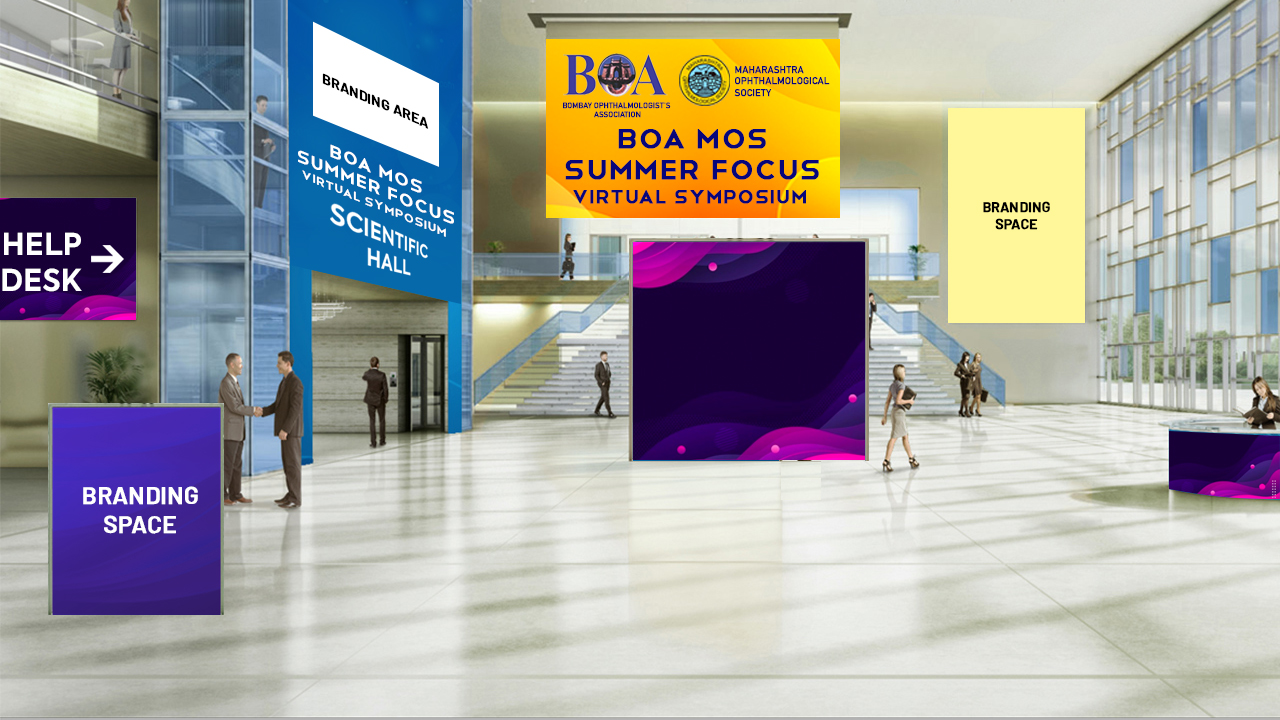 BRANDING AREA
BOA MOS
SUMMER FOCUS
VIRTUAL SYMPOSIUM
SCIENTIFIC
HALL
BOA
BOMBAY OPHTHALMOLOGIST'S
ASSOCIATION
MAHARASHTRA
OPHTHALMOLOGICAL
SOCIETY
BOA MOS
SUMMER FOCUS
VIRTUAL SYMPOSIUM
BRANDING
SPACE
HELP
DESK
BRANDING
SPACE